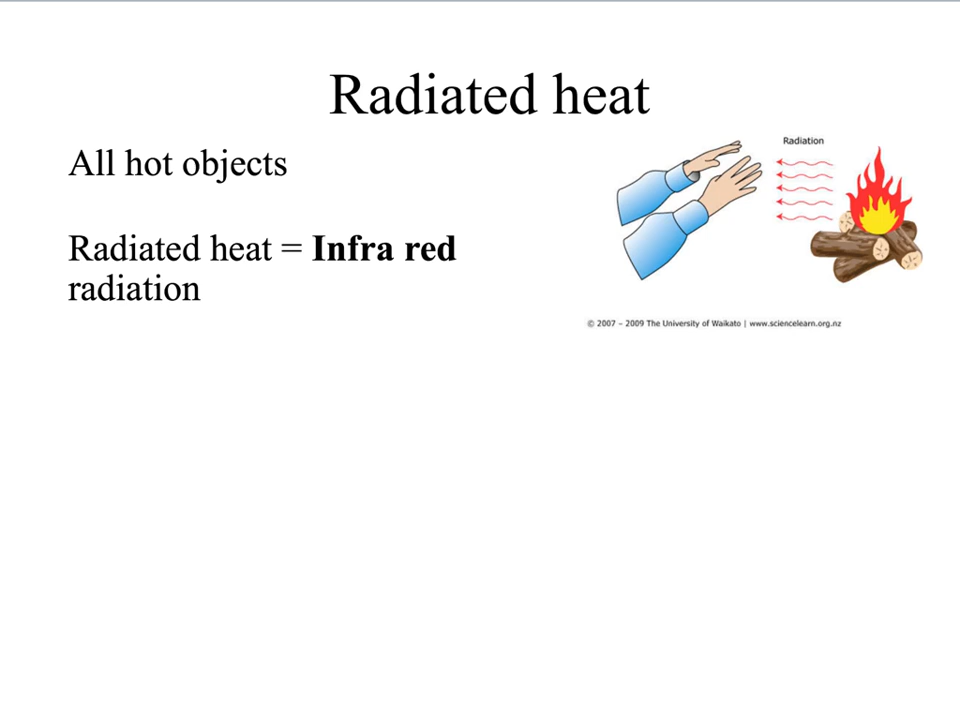 Radiated heat
All hot objects
Radiated heat = Infra red
radiation
Radiation
© 2007 – 2009 The University of Waikato | www.sciencelearn.org.nz